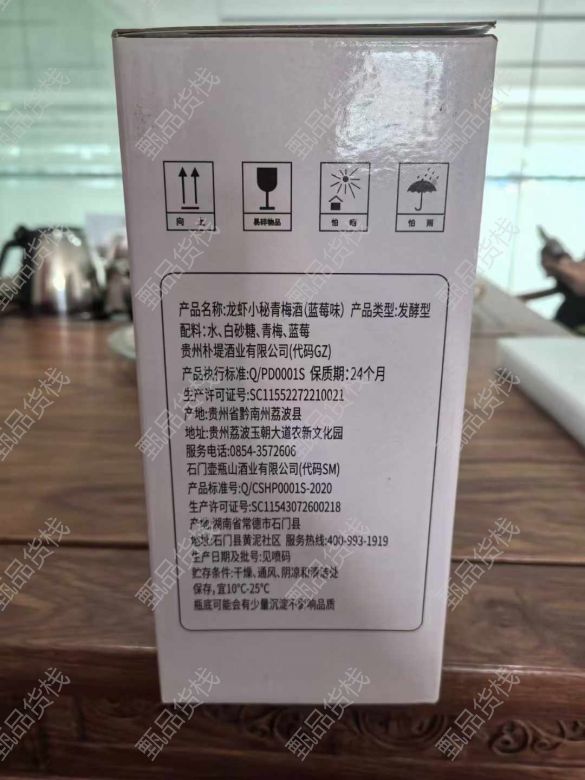 向 上
易碎物品
怕 晒
怕 雨
产品名称:龙虾小秘青梅酒(蓝莓味) 产品类型:发酵型
配料:水、白砂糖、青梅、蓝莓
贵州朴堤酒业有限公司(代码GZ)
产品执行标准:Q/PD0001S 保质期:24个月
生产许可证号:SC11552272210021
产地:贵州省黔南州荔波县
地址:贵州荔波玉朝大道农新文化园
服务电话:0854-3572606
石门壶瓶山酒业有限公司(代码SM)
产品标准号:Q/CSHP0001S-2020
生产许可证号:SC11543072600218
产地:湖南省常德市石门县
地址:石门县黄泥社区 服务热线:400-993-1919
生产日期及批号:见喷码
贮存条件:干燥、通风、阴凉和清洁处
保存,宜10°C-25°C
瓶底可能会有少量沉淀不影响品质
甄品货栈